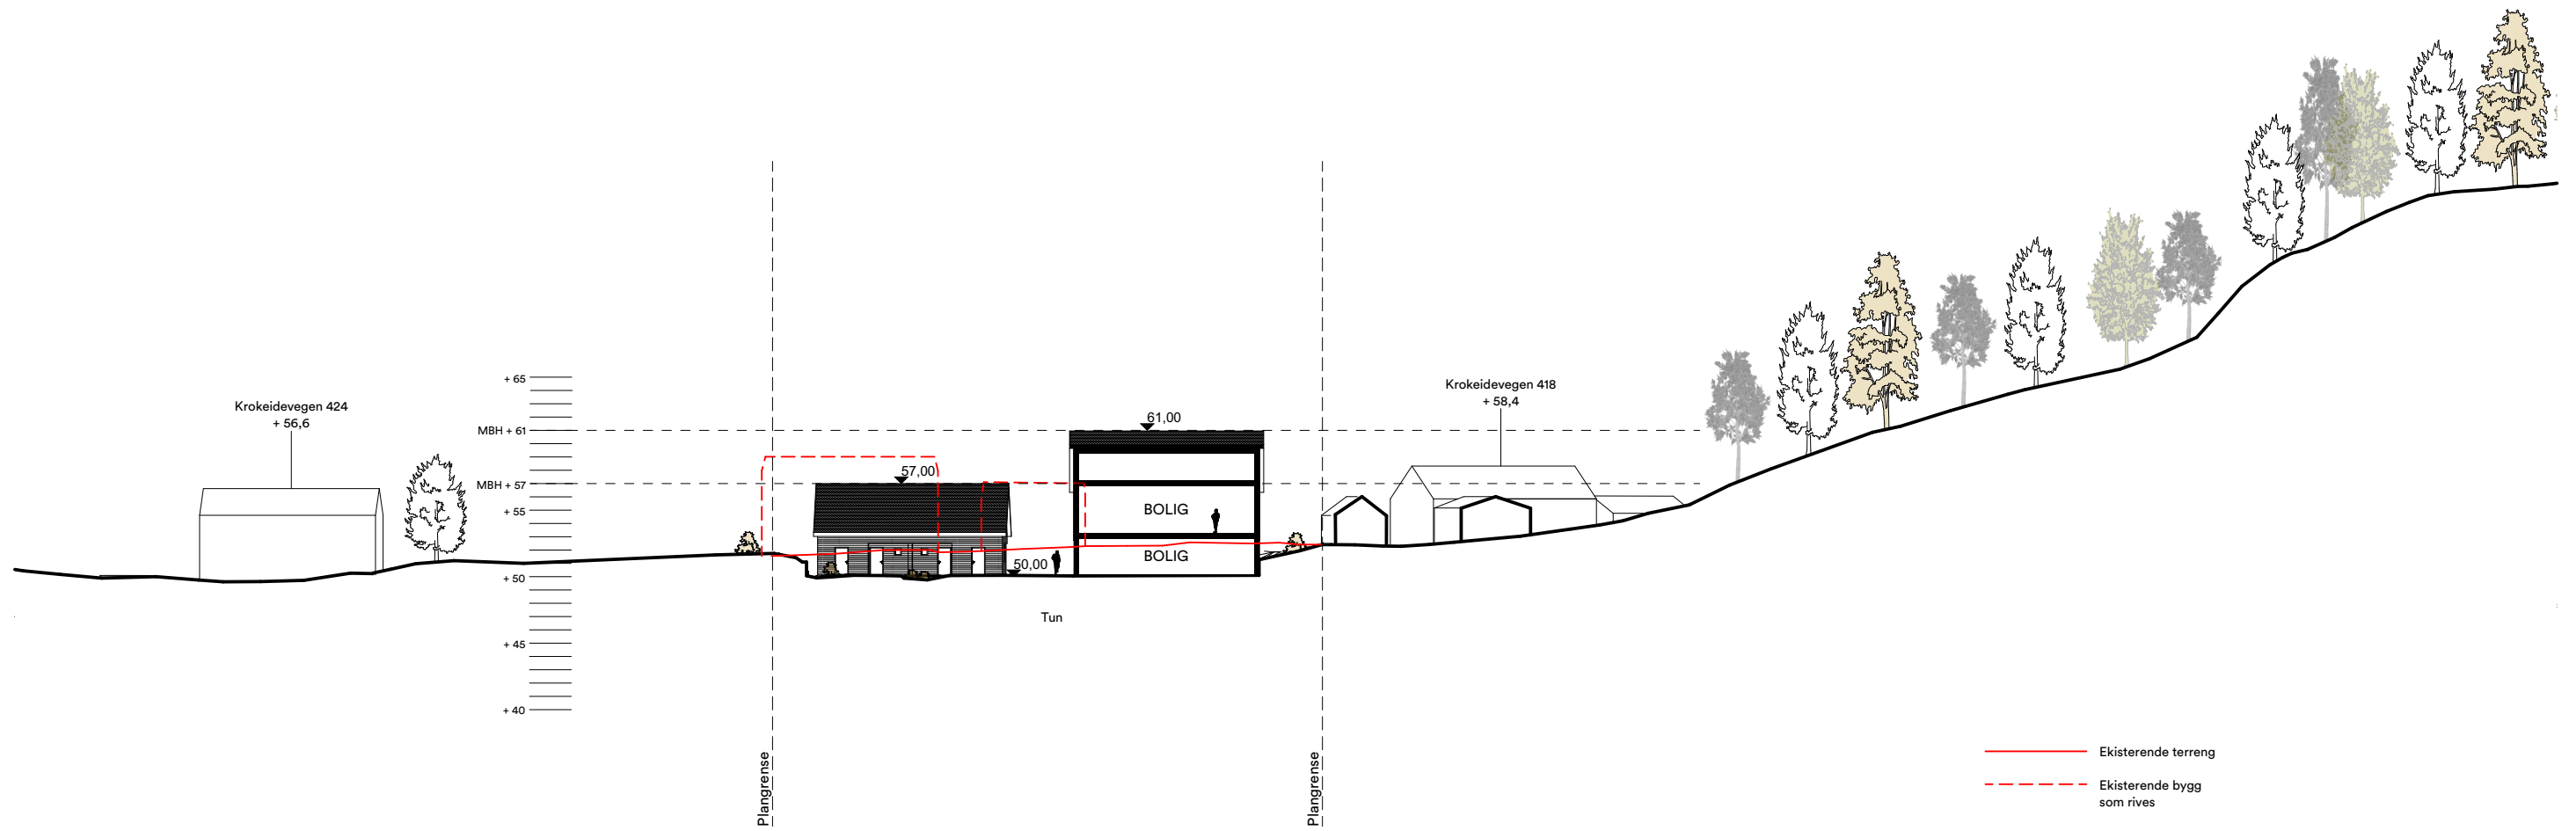 Krokeidevegen 424
+ 56,6
+ 65
MBH + 61
MBH + 57
+ 55
+ 50
+ 45
+ 40
57,00
61,00
BOLIG
BOLIG
50,00
Tun
Krokeidevegen 418
+ 58,4
Plangrense
Plangrense
Ekisterende terreng
Ekisterende bygg
som rives